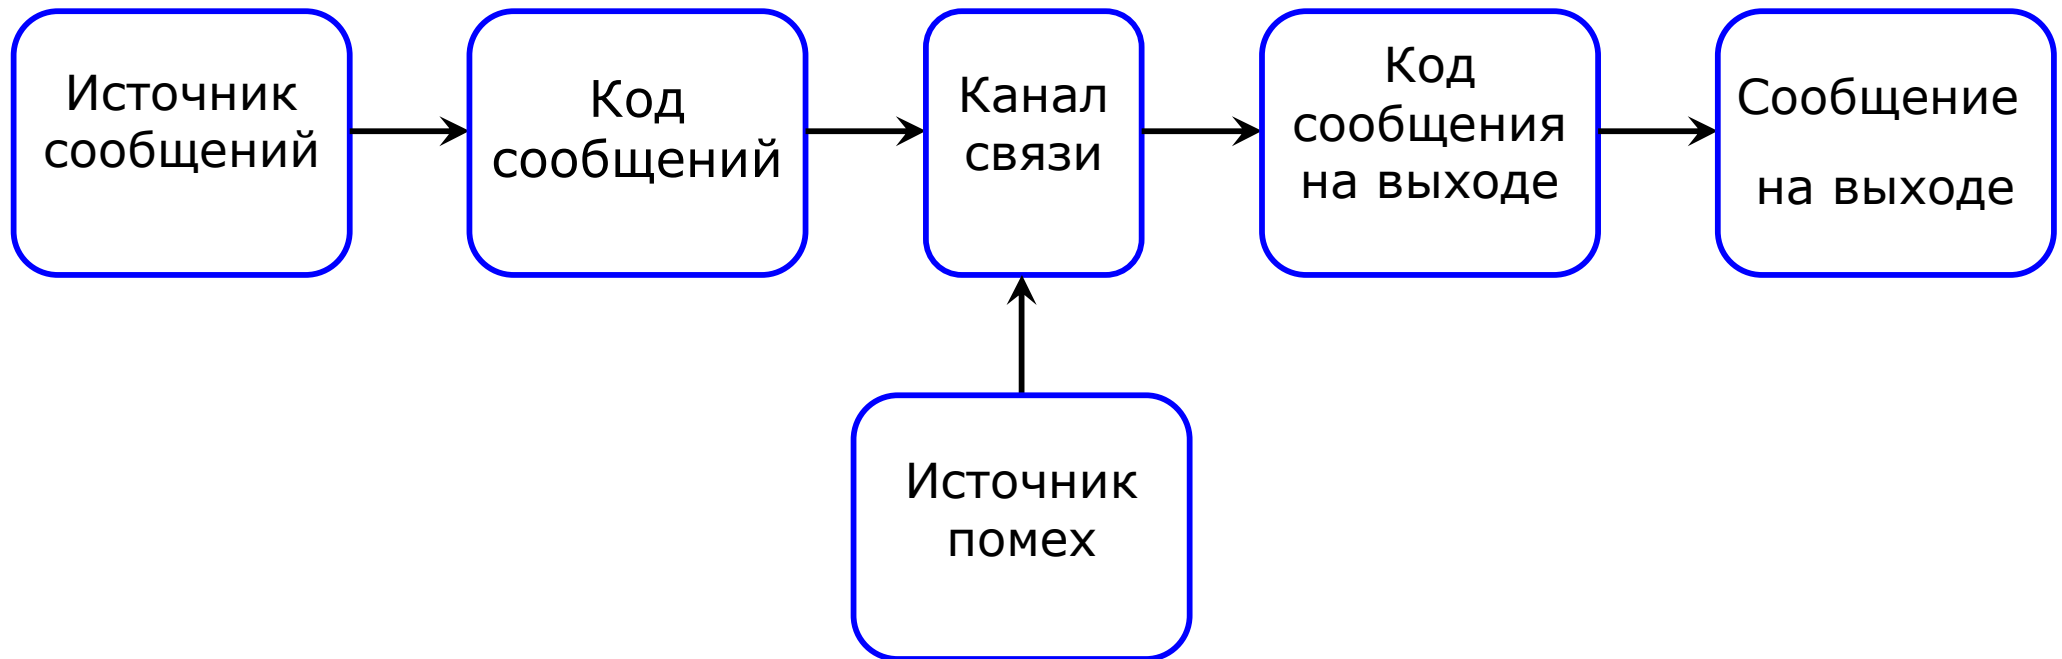 Источник
сообщений
Код
сообщений
Канал
связи
Код
сообщения
на выходе
Сообщение
на выходе
Источник
помех